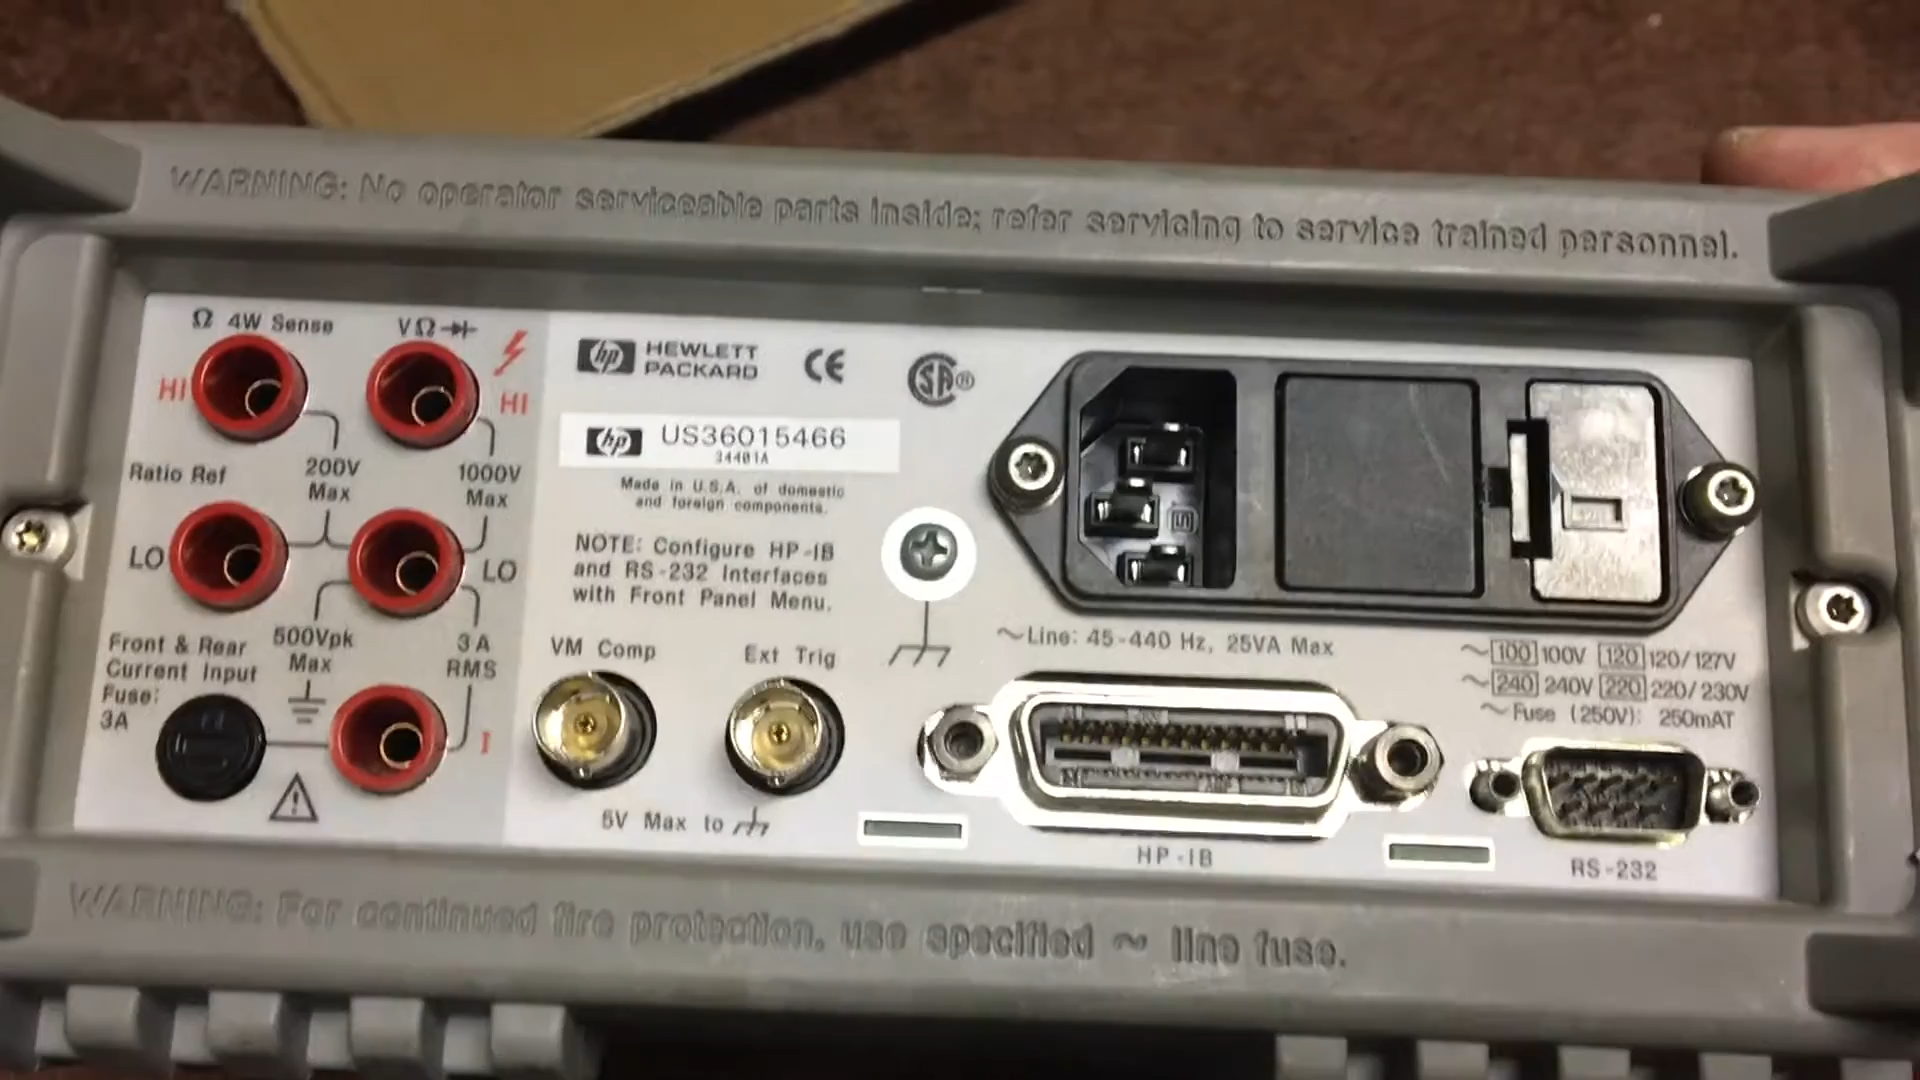 WARNING: No operator serviceable parts inside; refer servicing to service trained personnel.
Ω 4W Sense
VΩ
HI
HI
Ratio Ref
200V
Max
1000V
Max
LO
LO
Front & Rear
Current Input
Fuse:
3A
500Vpk
Max
3A
RMS
I
hp HEWLETT
PACKARD
CE
SA®
hp US36015466
34401A
Made in U.S.A. of domestic
and foreign components.
NOTE: Configure HP-IB
and RS-232 Interfaces
with Front Panel Menu.
VM Comp
Ext Trig
5V Max to
~Line: 45-440 Hz, 25VA Max
~100 100V 120 120/127V
~240 240V 220 220/230V
~Fuse (250V): 250mAT
HP-IB
RS-232
WARNING: For continued fire protection, use specified ~ line fuse.